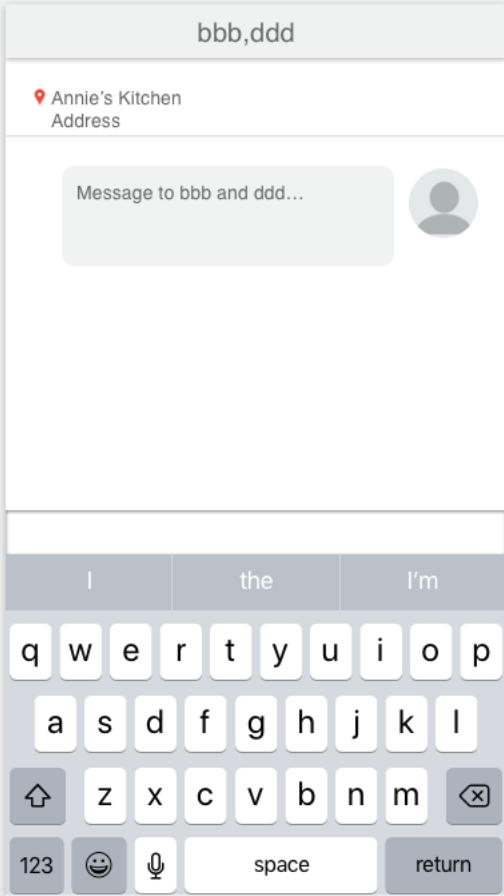 bbb,ddd
Annie's Kitchen
Address
Message to bbb and ddd...
I the I'm
q w e r t y u i o p
a s d f g h j k l
z x c v b n m
123 space return